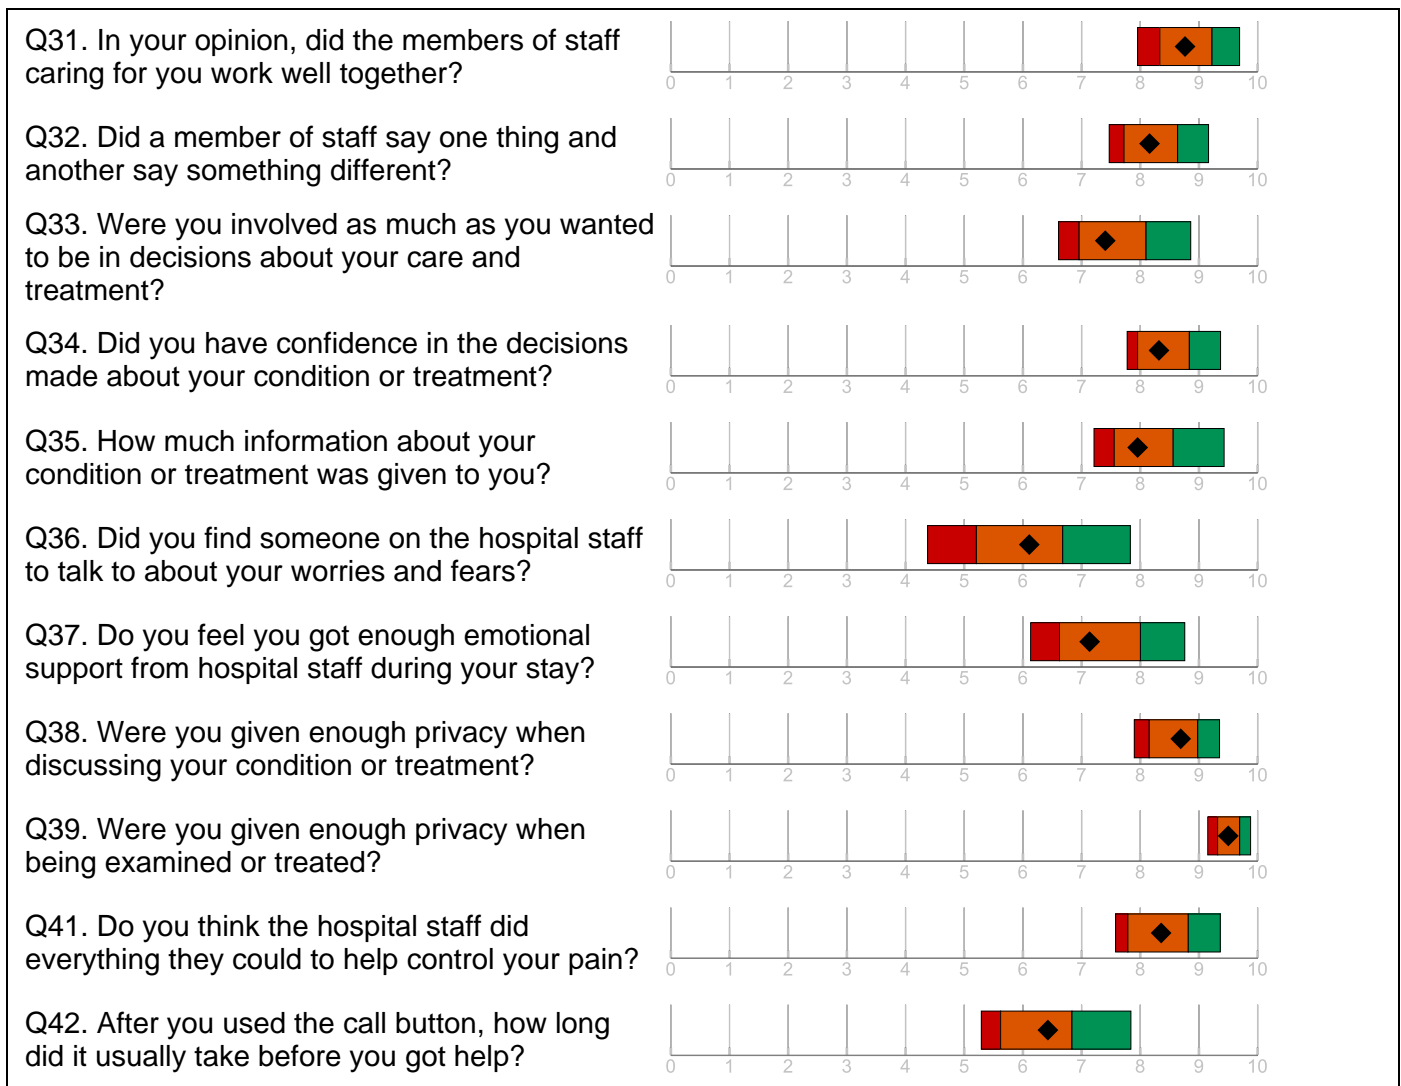 Q31. In your opinion, did the members of staff
caring for you work well together?
0 1 2 3 4 5 6 7 8 9 10
Q32. Did a member of staff say one thing and
another say something different?
0 1 2 3 4 5 6 7 8 9 10
Q33. Were you involved as much as you wanted
to be in decisions about your care and
treatment?
0 1 2 3 4 5 6 7 8 9 10
Q34. Did you have confidence in the decisions
made about your condition or treatment?
0 1 2 3 4 5 6 7 8 9 10
Q35. How much information about your
condition or treatment was given to you?
0 1 2 3 4 5 6 7 8 9 10
Q36. Did you find someone on the hospital staff
to talk to about your worries and fears?
0 1 2 3 4 5 6 7 8 9 10
Q37. Do you feel you got enough emotional
support from hospital staff during your stay?
0 1 2 3 4 5 6 7 8 9 10
Q38. Were you given enough privacy when
discussing your condition or treatment?
0 1 2 3 4 5 6 7 8 9 10
Q39. Were you given enough privacy when
being examined or treated?
0 1 2 3 4 5 6 7 8 9 10
Q41. Do you think the hospital staff did
everything they could to help control your pain?
0 1 2 3 4 5 6 7 8 9 10
Q42. After you used the call button, how long
did it usually take before you got help?
0 1 2 3 4 5 6 7 8 9 10